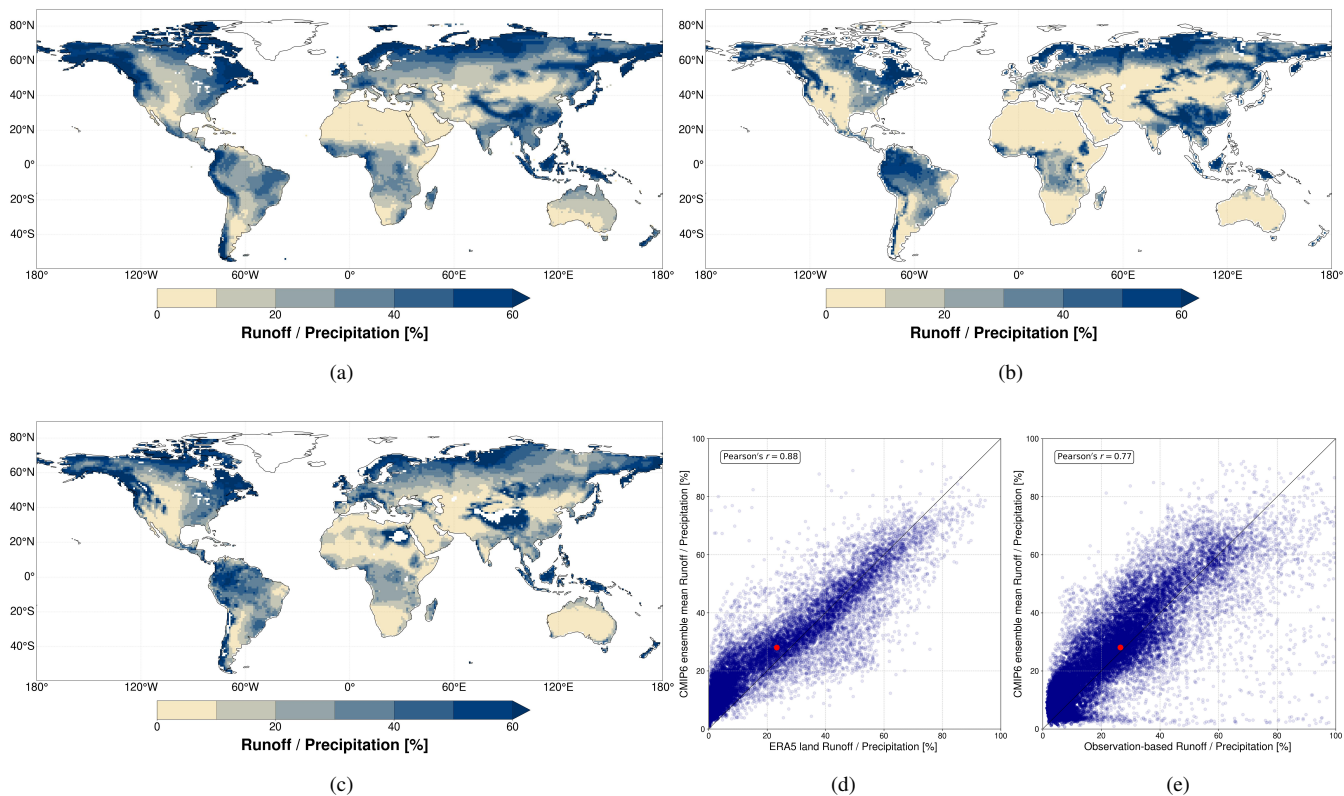 80°N
60°N
40°N
20°N
0°
20°S
40°S
180° 120°W 60°W 0° 60°E 120°E 180°
0 20 40 60
Runoff / Precipitation [%]
(a)
80°N
60°N
40°N
20°N
0°
20°S
40°S
180° 120°W 60°W 0° 60°E 120°E 180°
0 20 40 60
Runoff / Precipitation [%]
(b)
80°N
60°N
40°N
20°N
0°
20°S
40°S
180° 120°W 60°W 0° 60°E 120°E 180°
0 20 40 60
Runoff / Precipitation [%]
(c)
Pearson's r = 0.88
CMIP6 ensemble mean Runoff / Precipitation [%]
100
80
60
40
20
0
0 20 40 60 80 100
ERA5 land Runoff / Precipitation [%]
(d)
Pearson's r = 0.77
CMIP6 ensemble mean Runoff / Precipitation [%]
100
80
60
40
20
0
0 20 40 60 80 100
Observation-based Runoff / Precipitation [%]
(e)